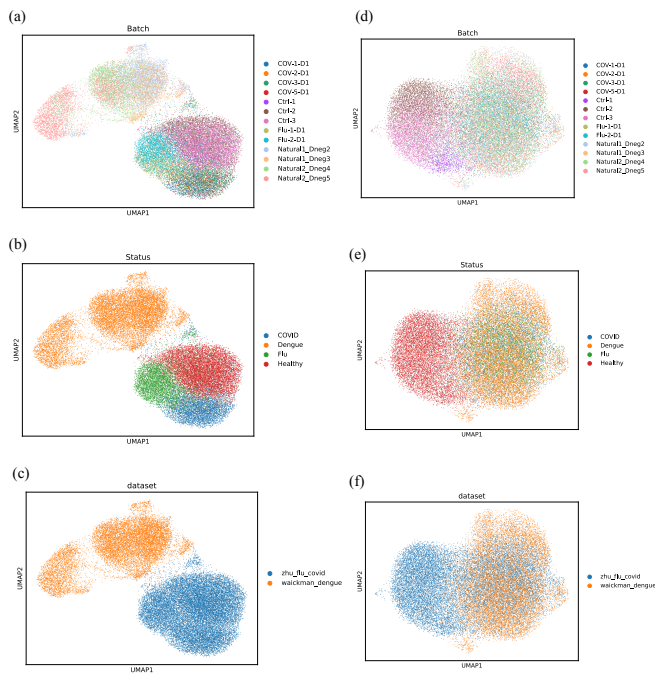 (a)
Batch
COV-1-D1
COV-2-D1
COV-3-D1
COV-5-D1
Ctrl-1
Ctrl-2
Ctrl-3
Flu-1-D1
Flu-2-D1
Natural1_Dneg2
Natural1_Dneg3
Natural2_Dneg4
Natural2_Dneg5
UMAP2
UMAP1
(b)
Status
COVID
Dengue
Flu
Healthy
UMAP2
UMAP1
(c)
dataset
zhu_flu_covid
waickman_dengue
UMAP2
UMAP1
(d)
Batch
COV-1-D1
COV-2-D1
COV-3-D1
COV-5-D1
Ctrl-1
Ctrl-2
Ctrl-3
Flu-1-D1
Flu-2-D1
Natural1_Dneg2
Natural1_Dneg3
Natural2_Dneg4
Natural2_Dneg5
UMAP2
UMAP1
(e)
Status
COVID
Dengue
Flu
Healthy
UMAP2
UMAP1
(f)
dataset
zhu_flu_covid
waickman_dengue
UMAP2
UMAP1